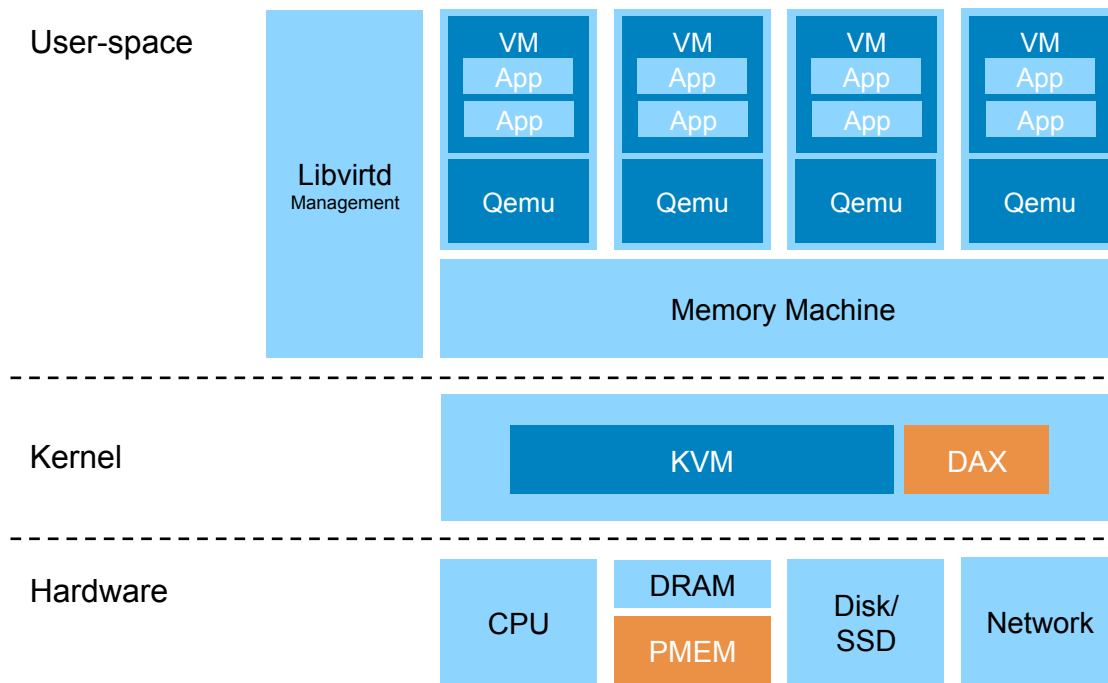 User-space
Libvirtd
Management
VM
App
App
Qemu
VM
App
App
Qemu
VM
App
App
Qemu
VM
App
App
Qemu
Memory Machine
Kernel
KVM
DAX
Hardware
CPU
DRAM
PMEM
Disk/
SSD
Network